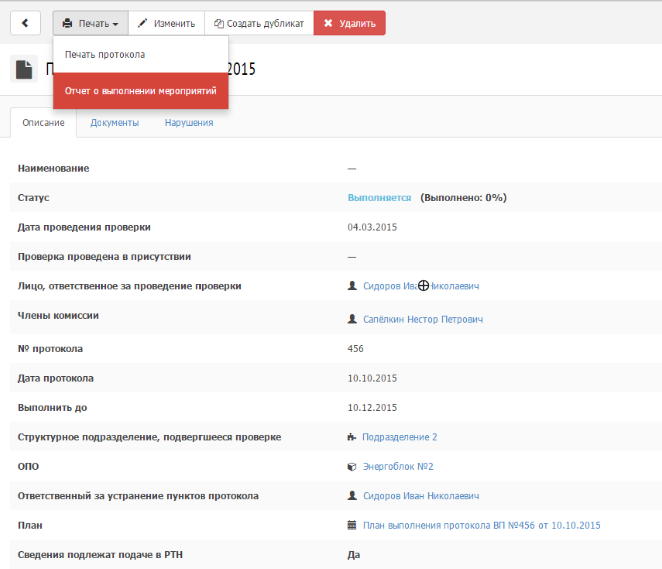 Печать Изменить Создать дубликат Удалить
Печать протокола
2015
Отчет о выполнении мероприятий
Описание Документы Нарушения
Наименование —
Статус Выполняется (Выполнено: 0%)
Дата проведения проверки 04.03.2015
Проверка проведена в присутствии —
Лицо, ответственное за проведение проверки Сидоров Николаевич
Члены комиссии Сапёлкин Нестор Петрович
№ протокола 456
Дата протокола 10.10.2015
Выполнить до 10.12.2015
Структурное подразделение, подвергшееся проверке Подразделение 2
ОПО Энергоблок №2
Ответственный за устранение пунктов протокола Сидоров Иван Николаевич
План План выполнения протокола ВП №456 от 10.10.2015
Сведения подлежат подаче в РТН Да